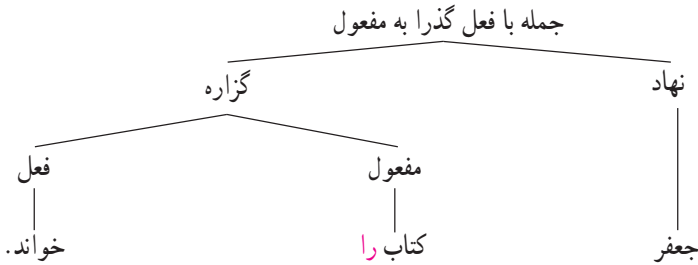 جمله با فعل گذرا به مفعول
نهاد گزاره
مفعول فعل
جعفر کتاب را خواند.